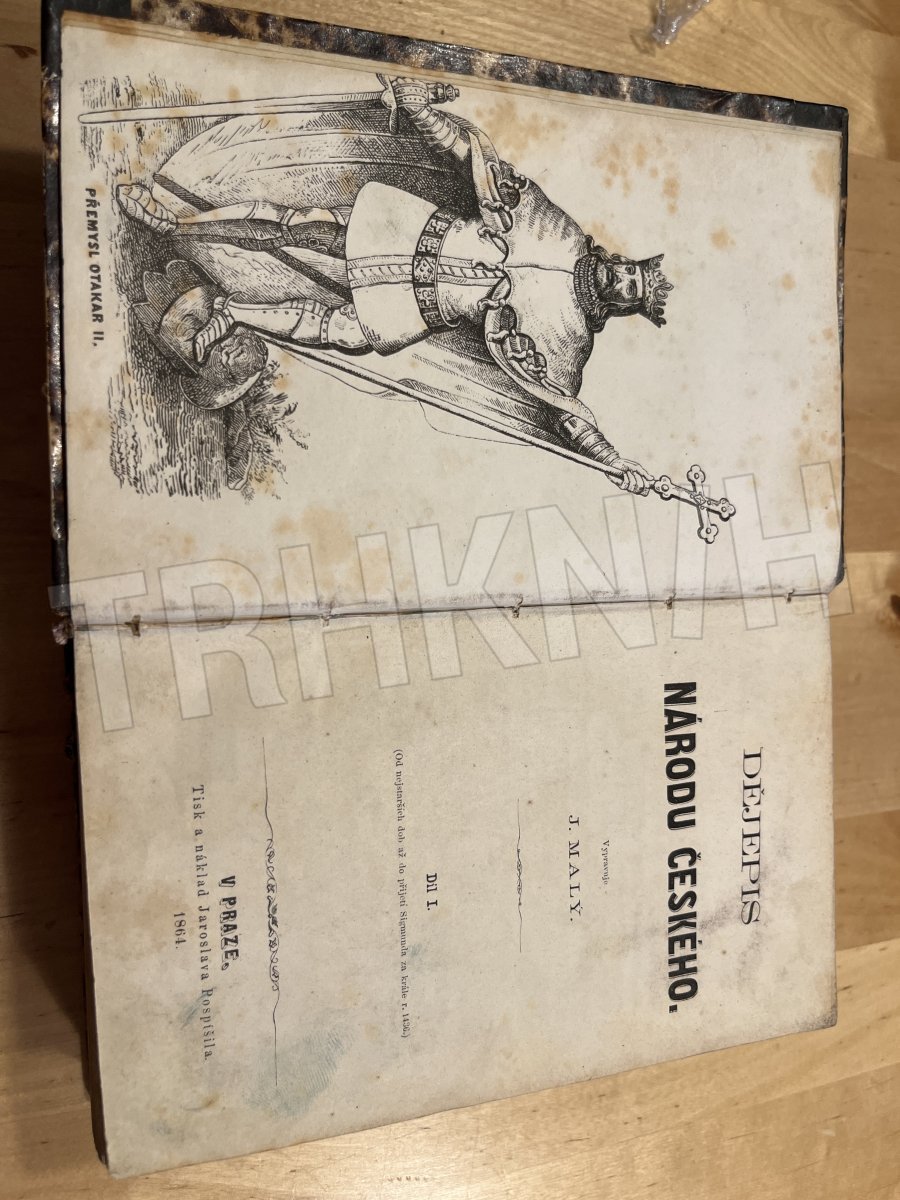 PŘEMYSL OTAKAR II.
DĚJEPIS
NÁRODU ČESKÉHO.
Vypravuje
J. MALÝ.
Díl I.
(Od nejstarších dob až do přijetí Sigmunda za krále r. 1436.)
V PRAZE.
Tisk a náklad Jaroslava Pospíšila.
1864.
TRHKNIH